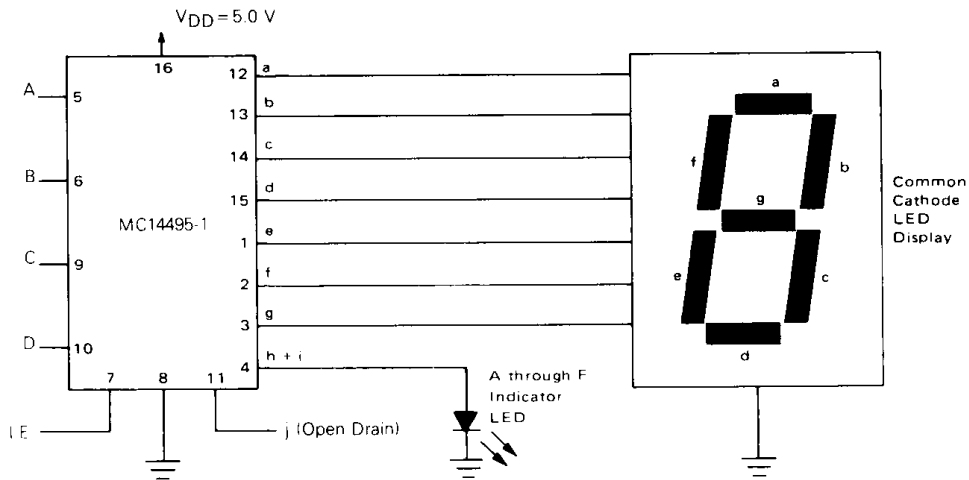 VDD = 5.0 V
16
A
5
B
6
C
9
D
10
MC14495-1
12 a
13 b
14 c
15 d
1 e
2 f
3 g
4 h + i
7
8
11
LE
j (Open Drain)
A through F
Indicator
LED
a
f
b
g
e
c
d
Common
Cathode
LED
Display